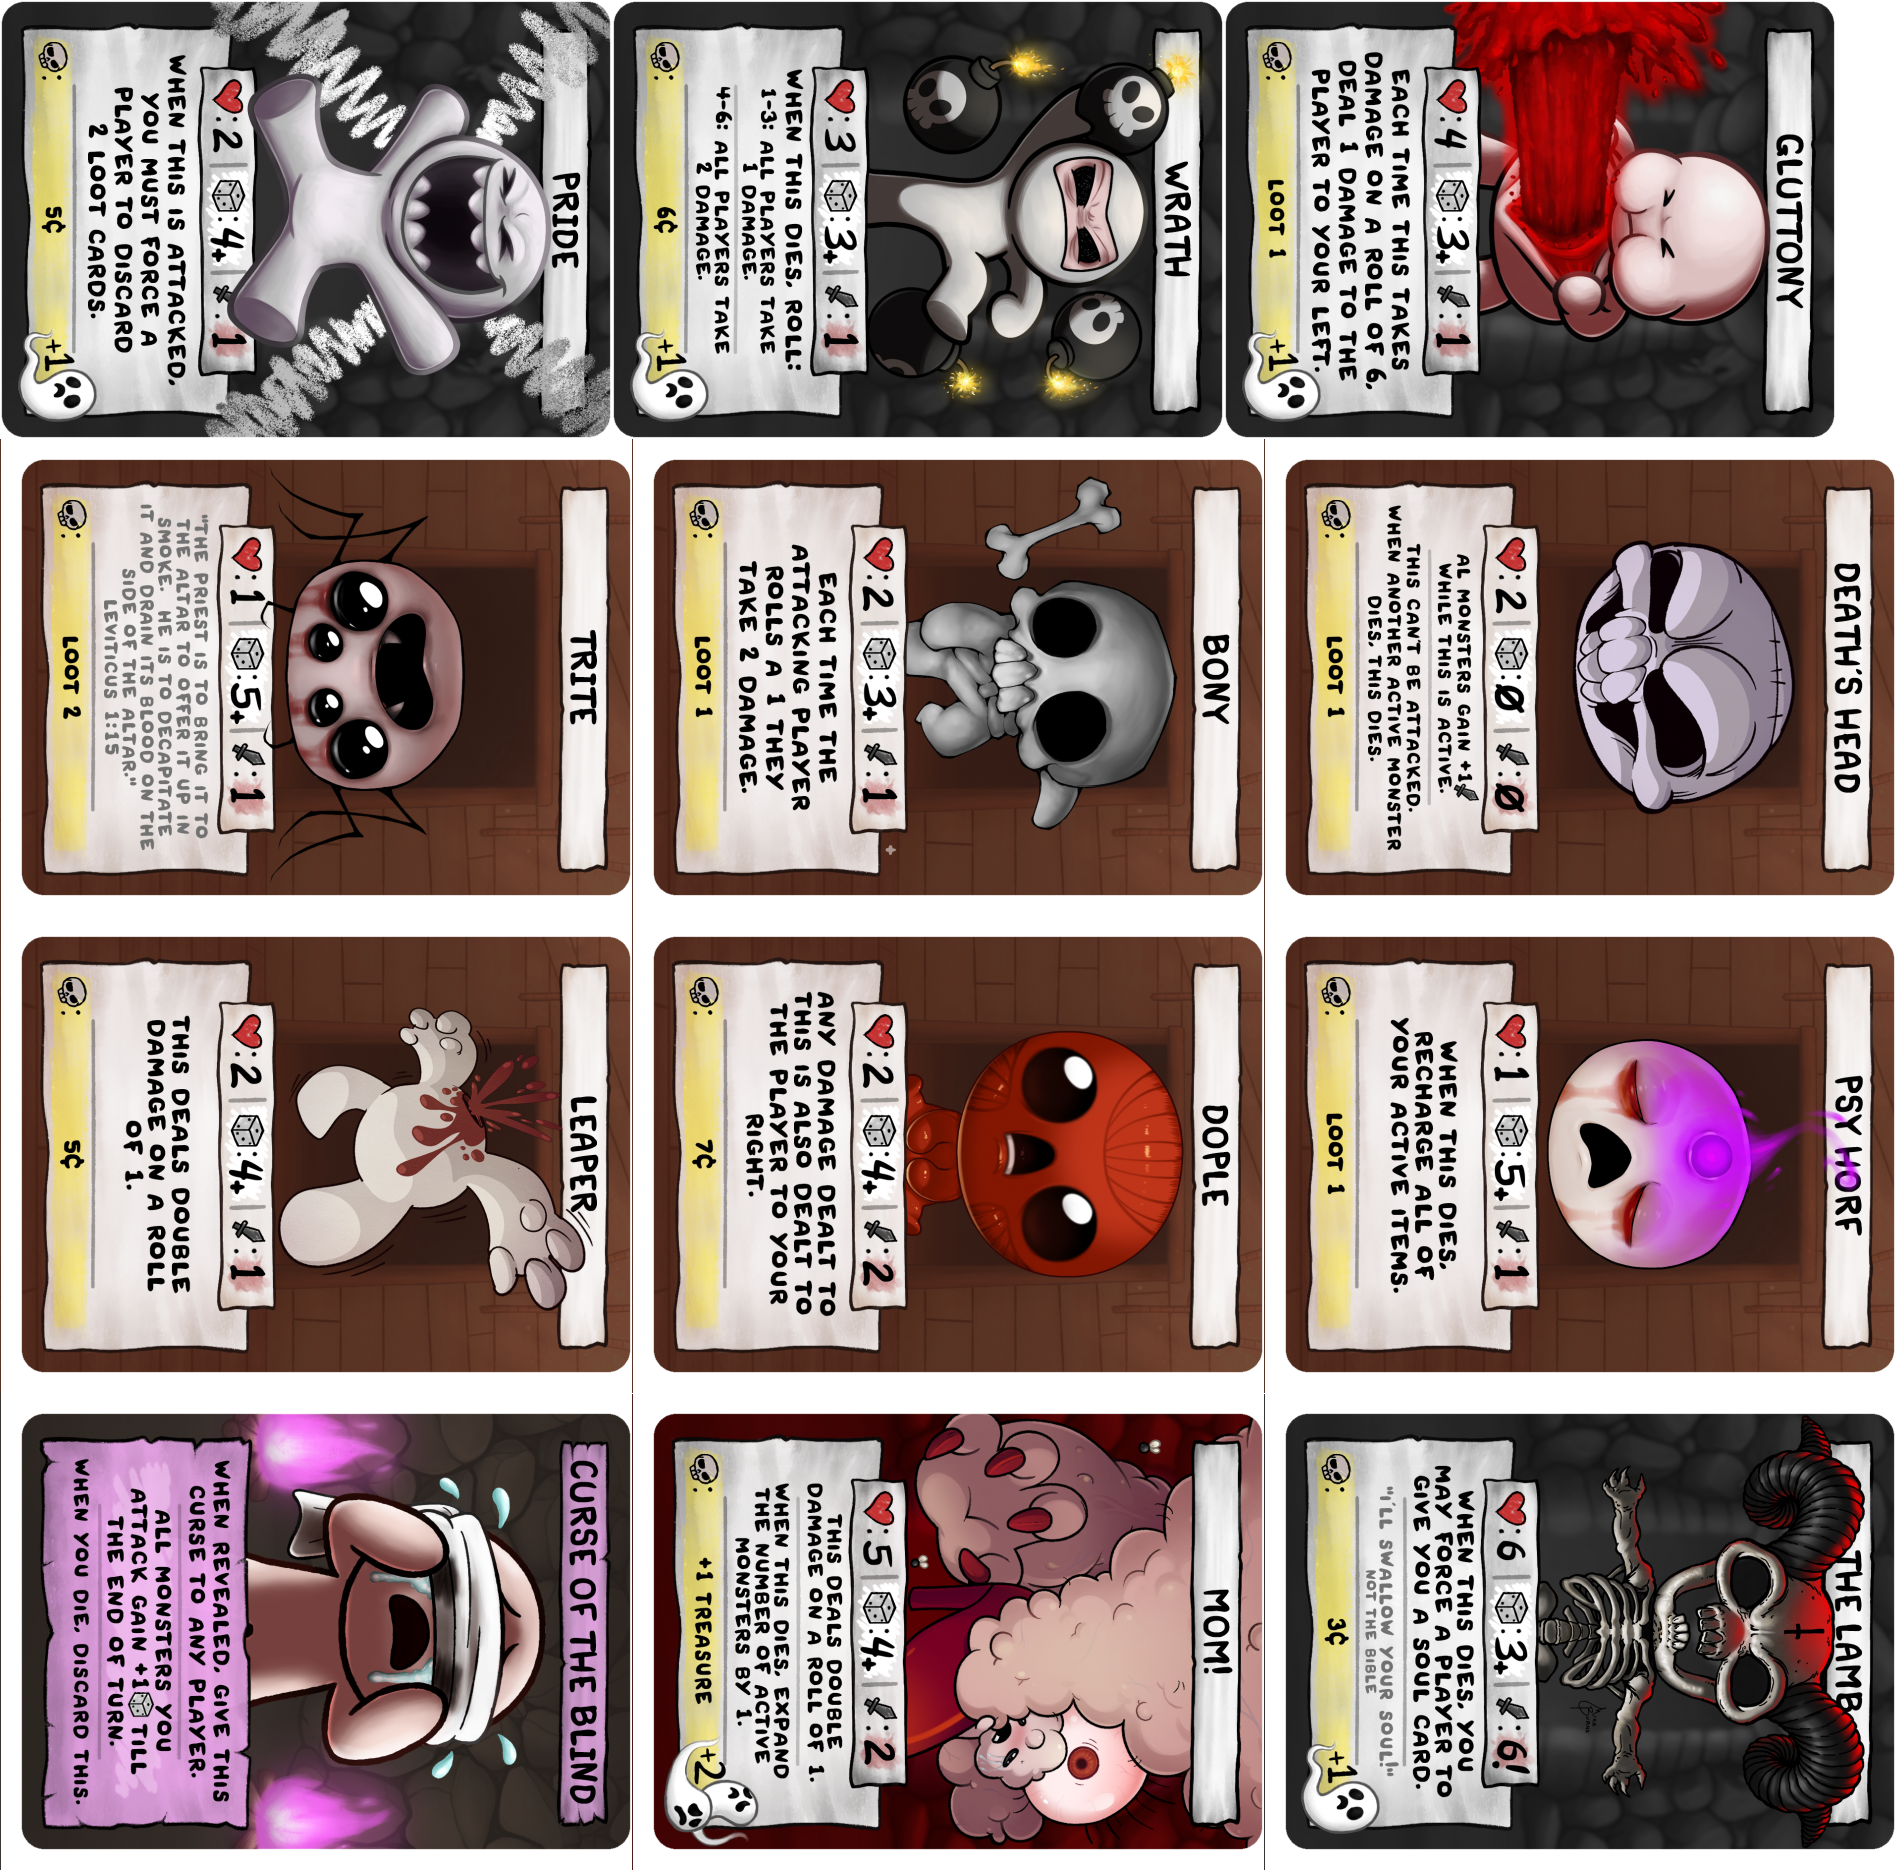 PRIDE
:2 :4+ :1
WHEN THIS IS ATTACKED,
YOU MUST FORCE A
PLAYER TO DISCARD
2 LOOT CARDS.
: 5¢
+1
WRATH
:3 :3+ :1
WHEN THIS DIES, ROLL:
1-3: ALL PLAYERS TAKE
1 DAMAGE.
4-6: ALL PLAYERS TAKE
2 DAMAGE.
: 6¢
+1
GLUTTONY
:4 :3+ :1
EACH TIME THIS TAKES
DAMAGE ON A ROLL OF 6,
DEAL 1 DAMAGE TO THE
PLAYER TO YOUR LEFT.
: LOOT 1
+1
TRITE
:1 :5+ :1
"THE PRIEST IS TO BRING IT TO
THE ALTAR TO OFFER IT UP IN
SMOKE. HE IS TO DECAPITATE
IT AND DRAIN ITS BLOOD ON THE
SIDE OF THE ALTAR."
LEVITICUS 1:15
: LOOT 2
BONY
:2 :3+ :1
EACH TIME THE
ATTACKING PLAYER
ROLLS A 1 THEY
TAKE 2 DAMAGE.
: LOOT 1
DEATH'S HEAD
:2 :Ø :Ø
AL MONSTERS GAIN +1
WHILE THIS IS ACTIVE.
THIS CAN'T BE ATTACKED.
WHEN ANOTHER ACTIVE MONSTER
DIES, THIS DIES.
: LOOT 1
LEAPER
:2 :4+ :1
THIS DEALS DOUBLE
DAMAGE ON A ROLL
OF 1.
: 5¢
DOPLE
:2 :4+ :2
ANY DAMAGE DEALT TO
THIS IS ALSO DEALT TO
THE PLAYER TO YOUR
RIGHT.
: 7¢
PSY HORF
:1 :5+ :1
WHEN THIS DIES,
RECHARGE ALL OF
YOUR ACTIVE ITEMS.
: LOOT 1
CURSE OF THE BLIND
WHEN REVEALED, GIVE THIS
CURSE TO ANY PLAYER.
ALL MONSTERS YOU
ATTACK GAIN +1 TILL
THE END OF TURN.
WHEN YOU DIE, DISCARD THIS.
MOM!
:5 :4+ :2
THIS DEALS DOUBLE
DAMAGE ON A ROLL OF 1.
WHEN THIS DIES, EXPAND
THE NUMBER OF ACTIVE
MONSTERS BY 1.
: +1 TREASURE
+2
THE LAMB
:6 :3+ :6!
WHEN THIS DIES, YOU
MAY FORCE A PLAYER TO
GIVE YOU A SOUL CARD.
"I'LL SWALLOW YOUR SOUL!"
NOT THE BIBLE
: 3¢
+1